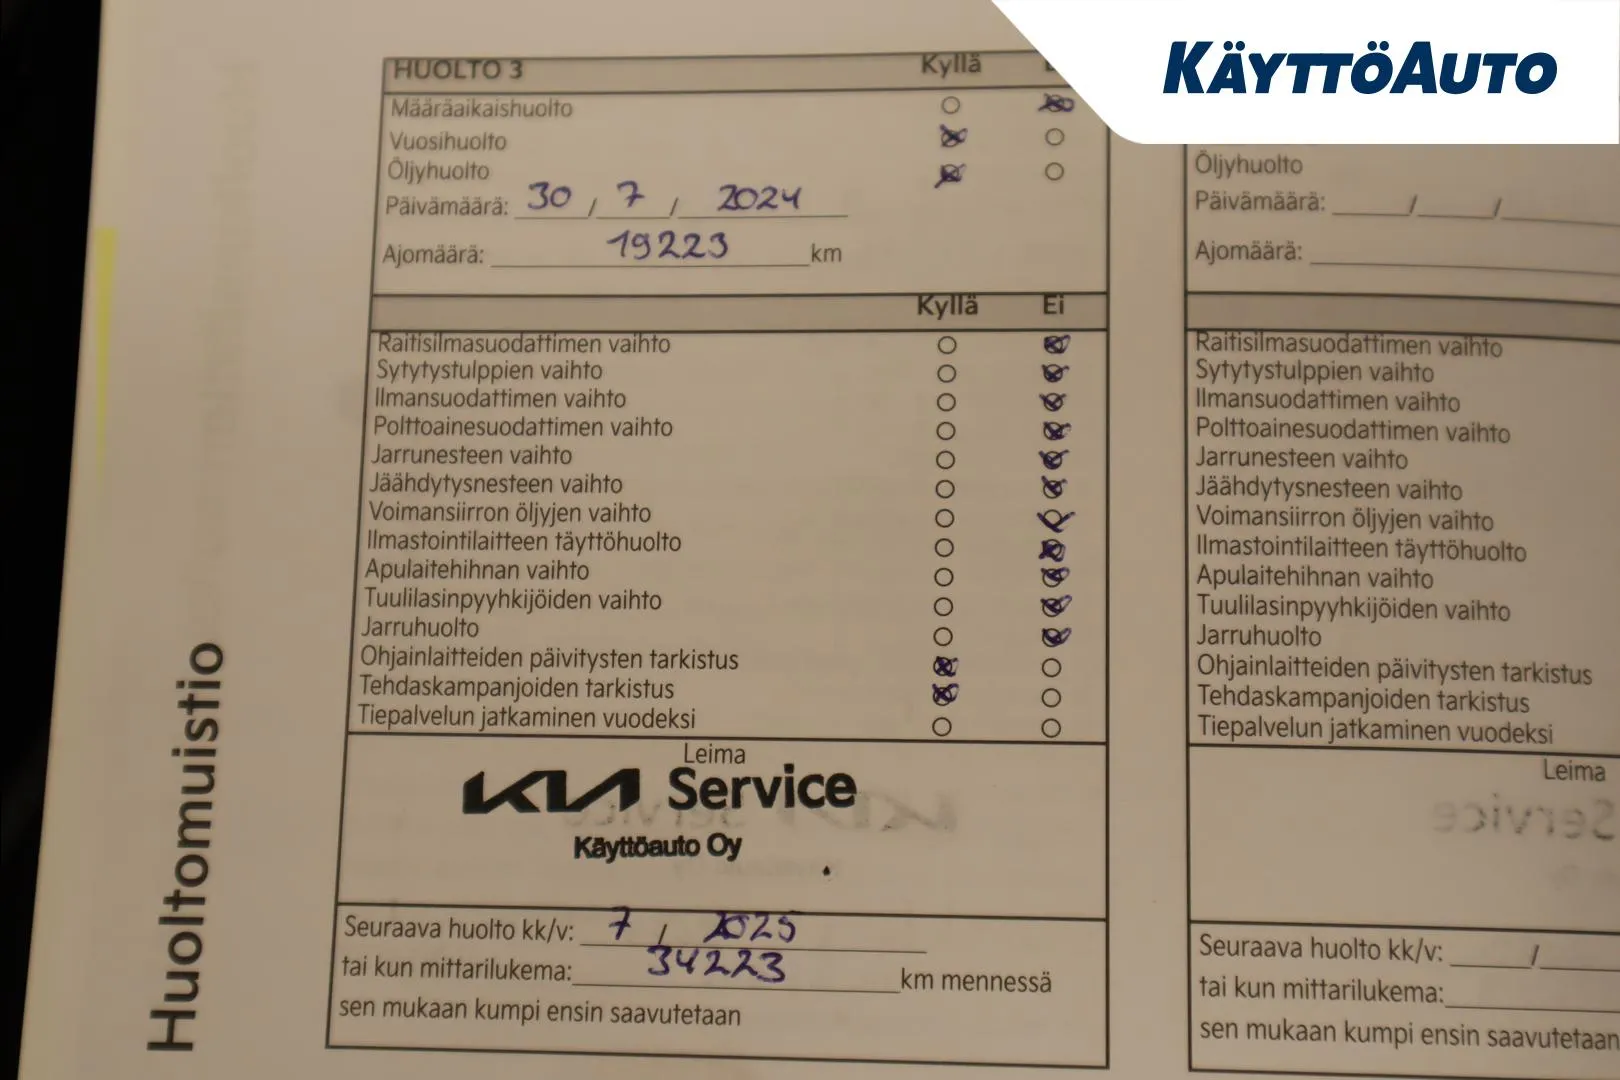 KÄYTTÖAUTO
HUOLTO 3 Kyllä
Määräaikaishuolto
Vuosihuolto
Öljyhuolto
Päivämäärä: 30 / 7 / 2024
Ajomäärä: 19223 km
Kyllä Ei
Raitisilmasuodattimen vaihto
Sytytystulppien vaihto
Ilmansuodattimen vaihto
Polttoainesuodattimen vaihto
Jarrunesteen vaihto
Jäähdytysnesteen vaihto
Voimansiirron öljyjen vaihto
Ilmastointilaitteen täyttöhuolto
Apulaitehihnan vaihto
Tuulilasinpyyhkijöiden vaihto
Jarruhuolto
Ohjainlaitteiden päivitysten tarkistus
Tehdaskampanjoiden tarkistus
Tiepalvelun jatkaminen vuodeksi
Leima
KIA Service
Käyttöauto Oy
Seuraava huolto kk/v: 7 / 2025
tai kun mittarilukema: 34223 km mennessä
sen mukaan kumpi ensin saavutetaan
Huoltomuistio
Öljyhuolto
Päivämäärä: / /
Ajomäärä:
Raitisilmasuodattimen vaihto
Sytytystulppien vaihto
Ilmansuodattimen vaihto
Polttoainesuodattimen vaihto
Jarrunesteen vaihto
Jäähdytysnesteen vaihto
Voimansiirron öljyjen vaihto
Ilmastointilaitteen täyttöhuolto
Apulaitehihnan vaihto
Tuulilasinpyyhkijöiden vaihto
Jarruhuolto
Ohjainlaitteiden päivitysten tarkistus
Tehdaskampanjoiden tarkistus
Tiepalvelun jatkaminen vuodeksi
Leima
Seuraava huolto kk/v: /
tai kun mittarilukema:
sen mukaan kumpi ensin saavutetaan